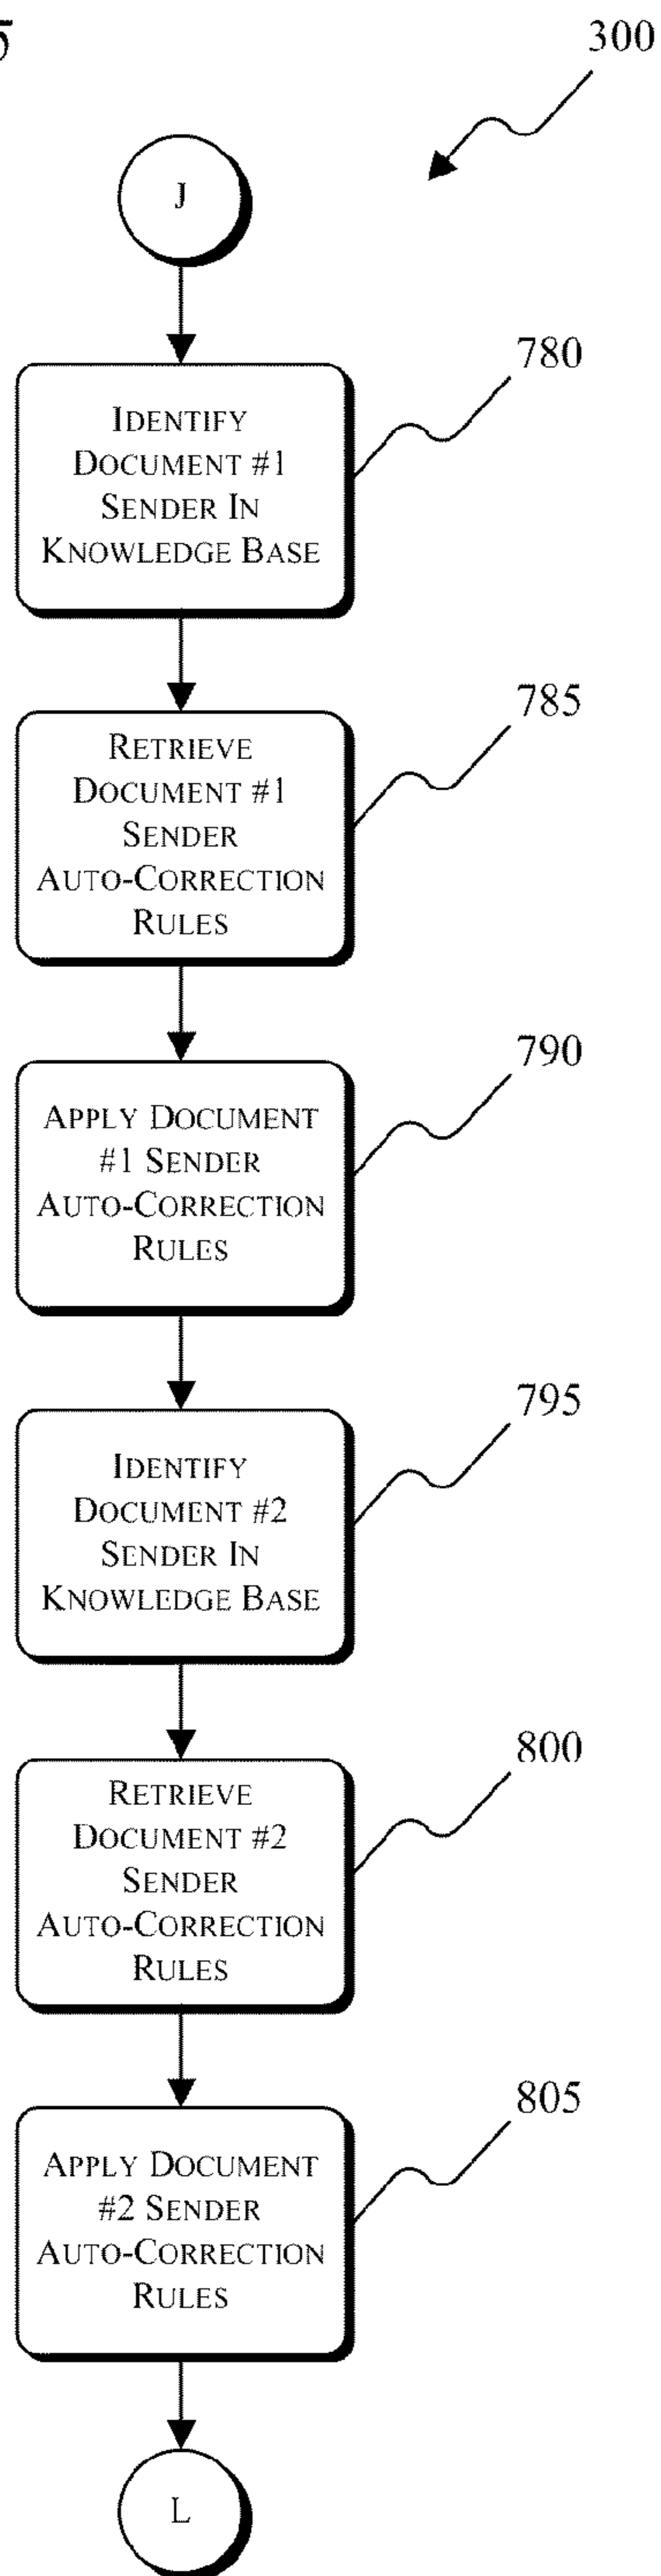 5
300
J
780
IDENTIFY
DOCUMENT #1
SENDER IN
KNOWLEDGE BASE
785
RETRIEVE
DOCUMENT #1
SENDER
AUTO-CORRECTION
RULES
790
APPLY DOCUMENT
#1 SENDER
AUTO-CORRECTION
RULES
795
IDENTIFY
DOCUMENT #2
SENDER IN
KNOWLEDGE BASE
800
RETRIEVE
DOCUMENT #2
SENDER
AUTO-CORRECTION
RULES
805
APPLY DOCUMENT
#2 SENDER
AUTO-CORRECTION
RULES
L